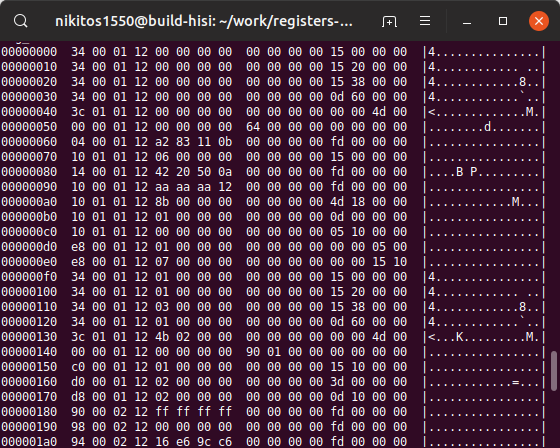 nikitos1550@build-hisi: ~/work/registers-...
00000000  34 00 01 12 00 00 00 00  00 00 00 00 15 00 00 00  |4...............|
00000010  34 00 01 12 00 00 00 00  00 00 00 00 15 20 00 00  |4............ ..|
00000020  34 00 01 12 00 00 00 00  00 00 00 00 15 38 00 00  |4............8..|
00000030  34 00 01 12 00 00 00 00  00 00 00 00 0d 60 00 00  |4............`..|
00000040  3c 01 01 12 00 00 00 00  00 00 00 00 00 00 4d 00  |<.............M.|
00000050  00 00 01 12 00 00 00 00  64 00 00 00 00 00 00 00  |........d.......|
00000060  04 00 01 12 a2 83 11 0b  00 00 00 00 fd 00 00 00  |................|
00000070  10 01 01 12 06 00 00 00  00 00 00 00 15 00 00 00  |................|
00000080  14 00 01 12 42 20 50 0a  00 00 00 00 fd 00 00 00  |....B P.........|
00000090  10 00 01 12 aa aa aa 12  00 00 00 00 fd 00 00 00  |................|
000000a0  10 01 01 12 8b 00 00 00  00 00 00 00 4d 18 00 00  |............M...|
000000b0  10 01 01 12 01 00 00 00  00 00 00 00 0d 00 00 00  |................|
000000c0  10 01 01 12 00 00 00 00  00 00 00 00 05 10 00 00  |................|
000000d0  e8 00 01 12 01 00 00 00  00 00 00 00 00 00 05 00  |................|
000000e0  e8 00 01 12 07 00 00 00  00 00 00 00 00 00 15 10  |................|
000000f0  34 00 01 12 01 00 00 00  00 00 00 00 15 00 00 00  |4...............|
00000100  34 00 01 12 01 00 00 00  00 00 00 00 15 20 00 00  |4............ ..|
00000110  34 00 01 12 03 00 00 00  00 00 00 00 15 38 00 00  |4............8..|
00000120  34 00 01 12 01 00 00 00  00 00 00 00 0d 60 00 00  |4............`..|
00000130  3c 01 01 12 4b 02 00 00  00 00 00 00 00 00 4d 00  |<...K.........M.|
00000140  00 00 01 12 00 00 00 00  90 01 00 00 00 00 00 00  |................|
00000150  c0 00 01 12 01 00 00 00  00 00 00 00 15 10 00 00  |................|
00000160  d0 00 01 12 02 00 00 00  00 00 00 00 3d 00 00 00  |............=...|
00000170  d8 00 01 12 02 00 00 00  00 00 00 00 0d 10 00 00  |................|
00000180  90 00 02 12 ff ff ff ff  00 00 00 00 fd 00 00 00  |................|
00000190  98 00 02 12 00 00 00 00  00 00 00 00 fd 00 00 00  |................|
000001a0  94 00 02 12 16 e6 9c c6  00 00 00 00 fd 00 00 00  |................|